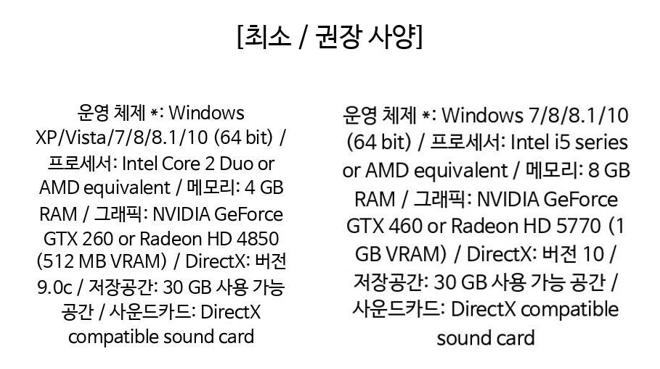 [최소 / 권장 사양]
운영 체제 *: Windows
XP/Vista/7/8/8.1/10 (64 bit) /
프로세서: Intel Core 2 Duo or
AMD equivalent / 메모리: 4 GB
RAM / 그래픽: NVIDIA GeForce
GTX 260 or Radeon HD 4850
(512 MB VRAM) / DirectX: 버전
9.0c / 저장공간: 30 GB 사용 가능
공간 / 사운드카드: DirectX
compatible sound card
운영 체제 *: Windows 7/8/8.1/10
(64 bit) / 프로세서: Intel i5 series
or AMD equivalent / 메모리: 8 GB
RAM / 그래픽: NVIDIA GeForce
GTX 460 or Radeon HD 5770 (1
GB VRAM) / DirectX: 버전 10 /
저장공간: 30 GB 사용 가능 공간 /
사운드카드: DirectX compatible
sound card